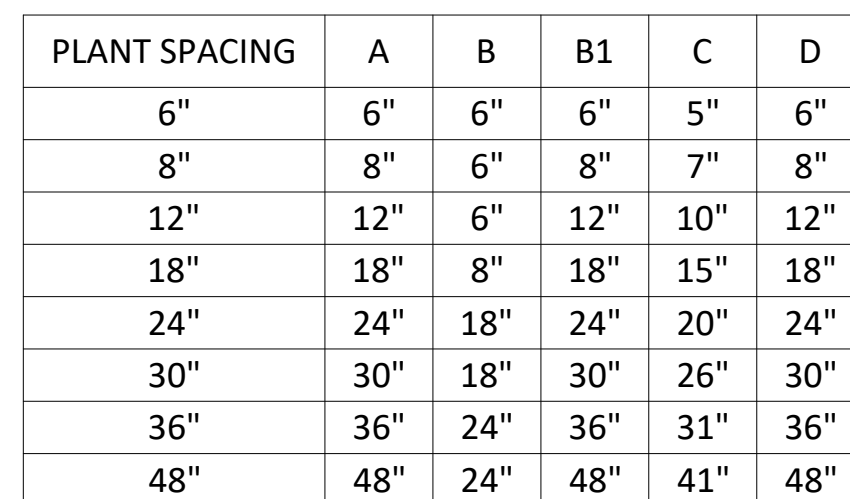 PLANT SPACING A B B1 C D
6" 6" 6" 6" 5" 6"
8" 8" 6" 8" 7" 8"
12" 12" 6" 12" 10" 12"
18" 18" 8" 18" 15" 18"
24" 24" 18" 24" 20" 24"
30" 30" 18" 30" 26" 30"
36" 36" 24" 36" 31" 36"
48" 48" 24" 48" 41" 48"